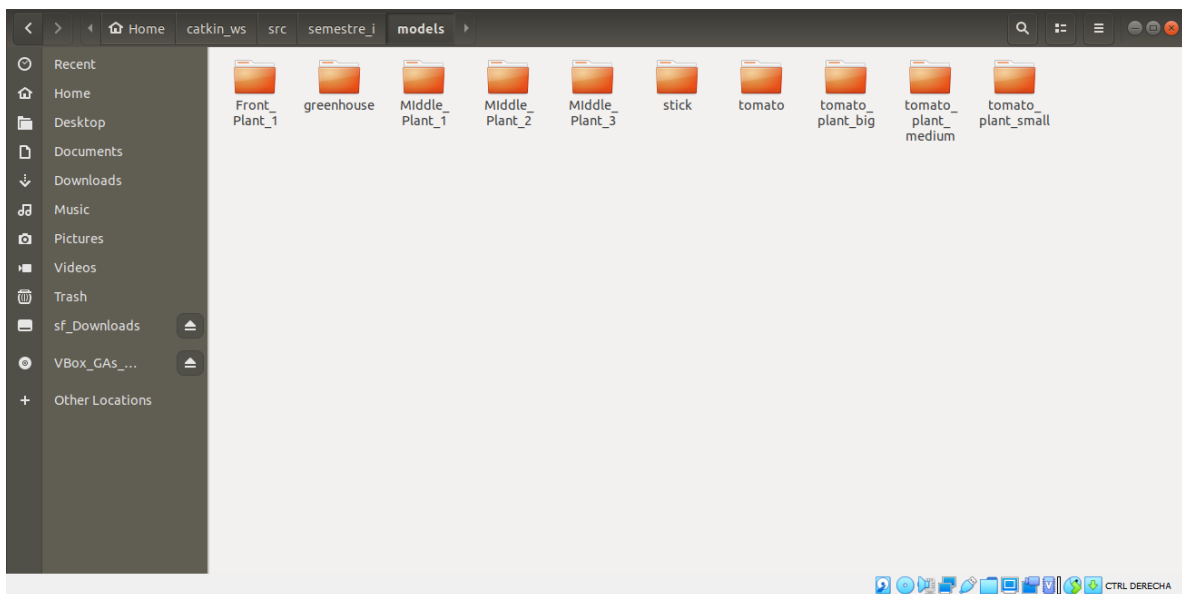 Home catkin_ws src semestre_i models
Recent
Home
Desktop
Documents
Downloads
Music
Pictures
Videos
Trash
sf_Downloads
VBox_GAs_...
Other Locations
Front_
Plant_1
greenhouse
MIddle_
Plant_1
MIddle_
Plant_2
MIddle_
Plant_3
stick
tomato
tomato_
plant_big
tomato_
plant_
medium
tomato_
plant_small
CTRL DERECHA